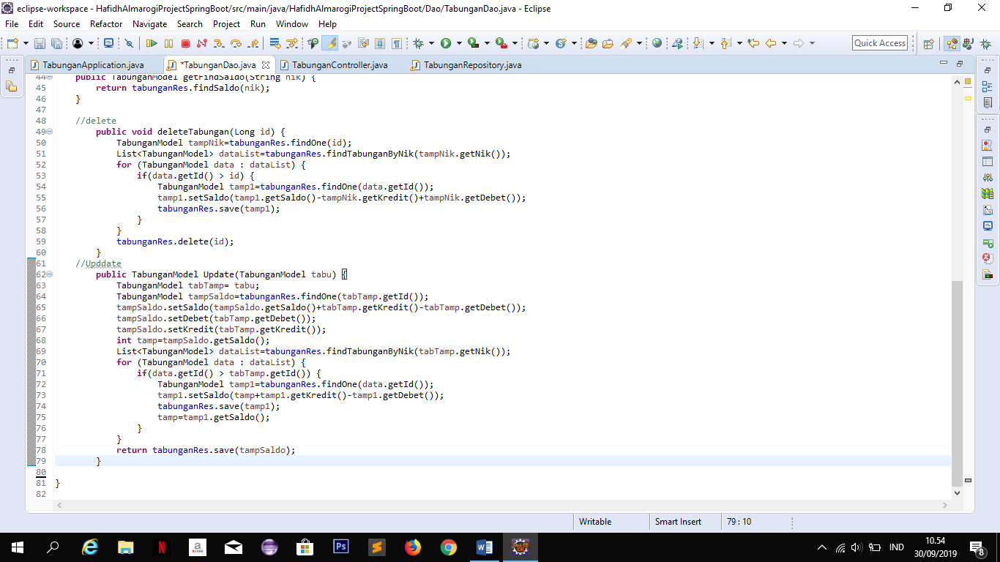 eclipse-workspace - HafidhAlmarogiProjectSpringBoot/src/main/java/HafidhAlmarogiProjectSpringBoot/Dao/TabunganDao.java - Eclipse
File Edit Source Refactor Navigate Search Project Run Window Help
Quick Access
TabunganApplication.java *TabunganDao.java TabunganController.java TabunganRepository.java
44 public TabunganModel getFindSaldo(String nik) {
45 return tabunganRes.findSaldo(nik);
46 }
47
48 //delete
49 public void deleteTabungan(Long id) {
50 TabunganModel tampNik=tabunganRes.findOne(id);
51 List<TabunganModel> dataList=tabunganRes.findTabunganByNik(tampNik.getNik());
52 for (TabunganModel data : dataList) {
53 if(data.getId() > id) {
54 TabunganModel tamp1=tabunganRes.findOne(data.getId());
55 tamp1.setSaldo(tamp1.getSaldo()-tampNik.getKredit()+tampNik.getDebet());
56 tabunganRes.save(tamp1);
57 }
58 }
59 tabunganRes.delete(id);
60 }
61 //Upddate
62 public TabunganModel Update(TabunganModel tabu) {
63 TabunganModel tabTamp= tabu;
64 TabunganModel tampSaldo=tabunganRes.findOne(tabTamp.getId());
65 tampSaldo.setSaldo(tampSaldo.getSaldo()+tabTamp.getKredit()-tabTamp.getDebet());
66 tampSaldo.setDebet(tabTamp.getDebet());
67 tampSaldo.setKredit(tabTamp.getKredit());
68 int tamp=tampSaldo.getSaldo();
69 List<TabunganModel> dataList=tabunganRes.findTabunganByNik(tabTamp.getNik());
70 for (TabunganModel data : dataList) {
71 if(data.getId() > tabTamp.getId()) {
72 TabunganModel tamp1=tabunganRes.findOne(data.getId());
73 tamp1.setSaldo(tamp+tamp1.getKredit()-tamp1.getDebet());
74 tabunganRes.save(tamp1);
75 tamp=tamp1.getSaldo();
76 }
77 }
78 return tabunganRes.save(tampSaldo);
79 }
80
81 }
82
Writable Smart Insert 79 : 10
IND 10.54
30/09/2019 8